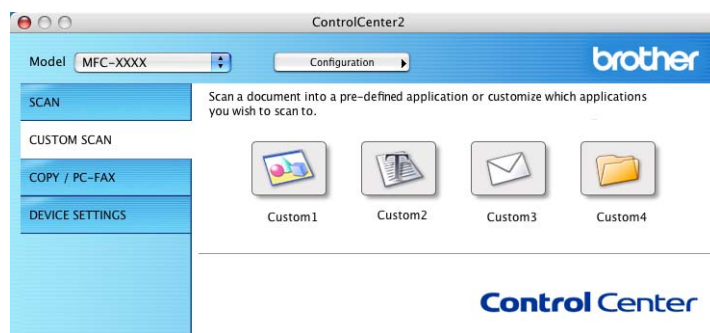 ControlCenter2
Model MFC-XXXX Configuration brother
SCAN
CUSTOM SCAN
COPY / PC-FAX
DEVICE SETTINGS
Scan a document into a pre-defined application or customize which applications
you wish to scan to.
T
Custom1 Custom2 Custom3 Custom4
Control Center